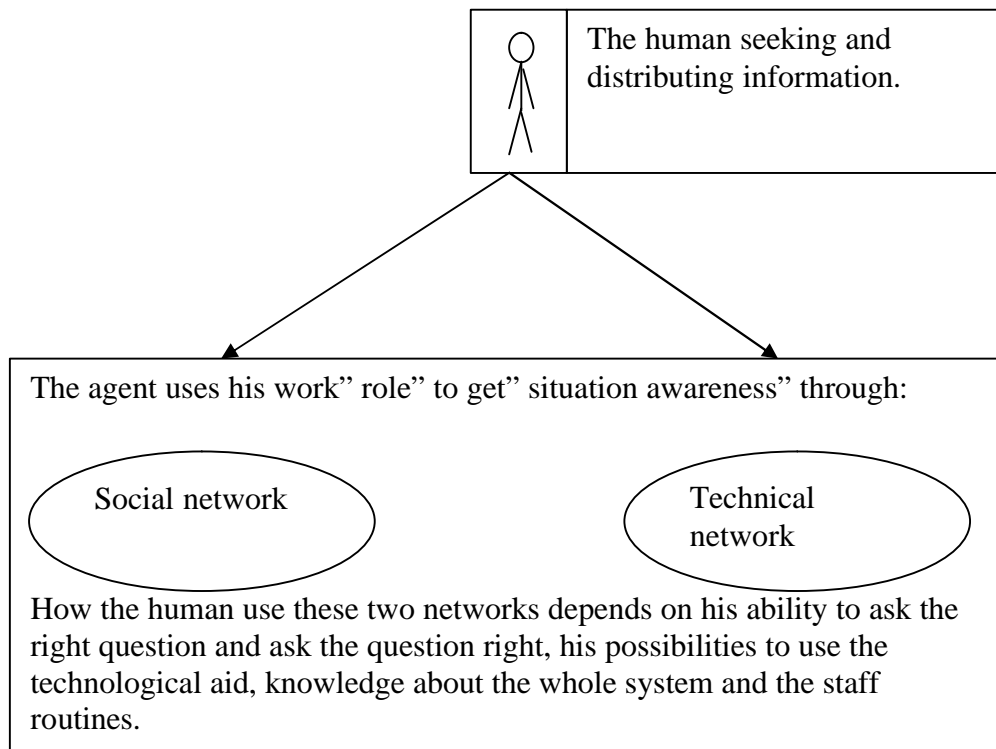 The human seeking and
distributing information.
The agent uses his work” role” to get” situation awareness” through:
Social network
Technical
network
How the human use these two networks depends on his ability to ask the
right question and ask the question right, his possibilities to use the
technological aid, knowledge about the whole system and the staff
routines.